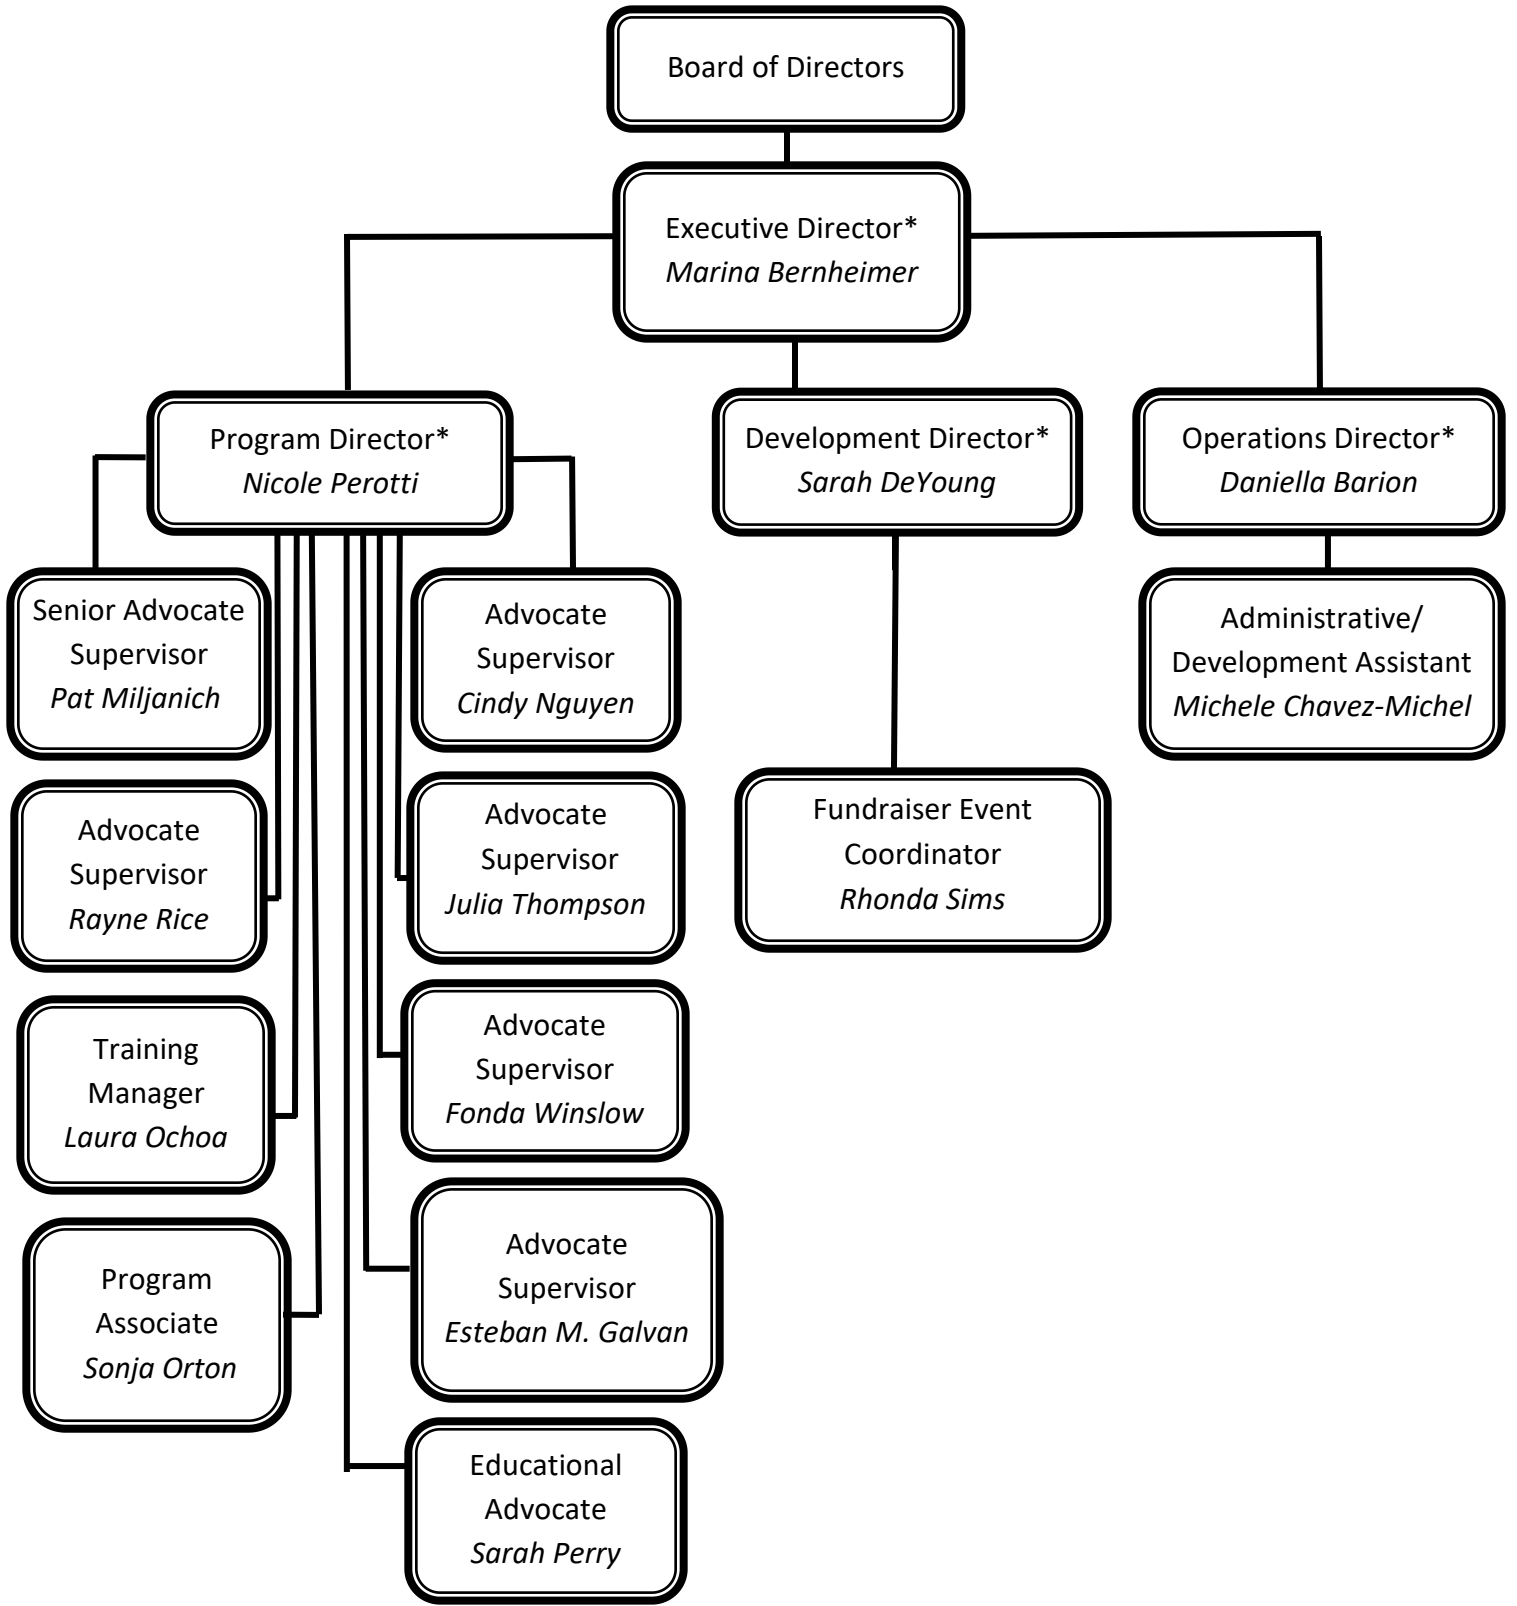 Board of Directors
Executive Director*
Marina Bernheimer
Program Director*
Nicole Perotti
Development Director*
Sarah DeYoung
Operations Director*
Daniella Barion
Senior Advocate
Supervisor
Pat Miljanich
Advocate
Supervisor
Cindy Nguyen
Administrative/
Development Assistant
Michele Chavez-Michel
Advocate
Supervisor
Rayne Rice
Advocate
Supervisor
Julia Thompson
Fundraiser Event
Coordinator
Rhonda Sims
Training
Manager
Laura Ochoa
Advocate
Supervisor
Fonda Winslow
Program
Associate
Sonja Orton
Advocate
Supervisor
Esteban M. Galvan
Educational
Advocate
Sarah Perry